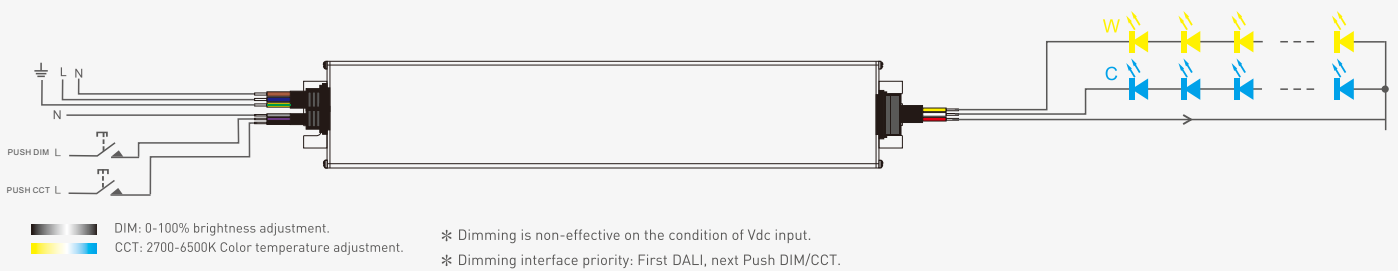 W
C
L N
N
PUSH DIM L
PUSH CCT L
DIM: 0-100% brightness adjustment.
CCT: 2700-6500K Color temperature adjustment.
✻ Dimming is non-effective on the condition of Vdc input.
✻ Dimming interface priority: First DALI, next Push DIM/CCT.